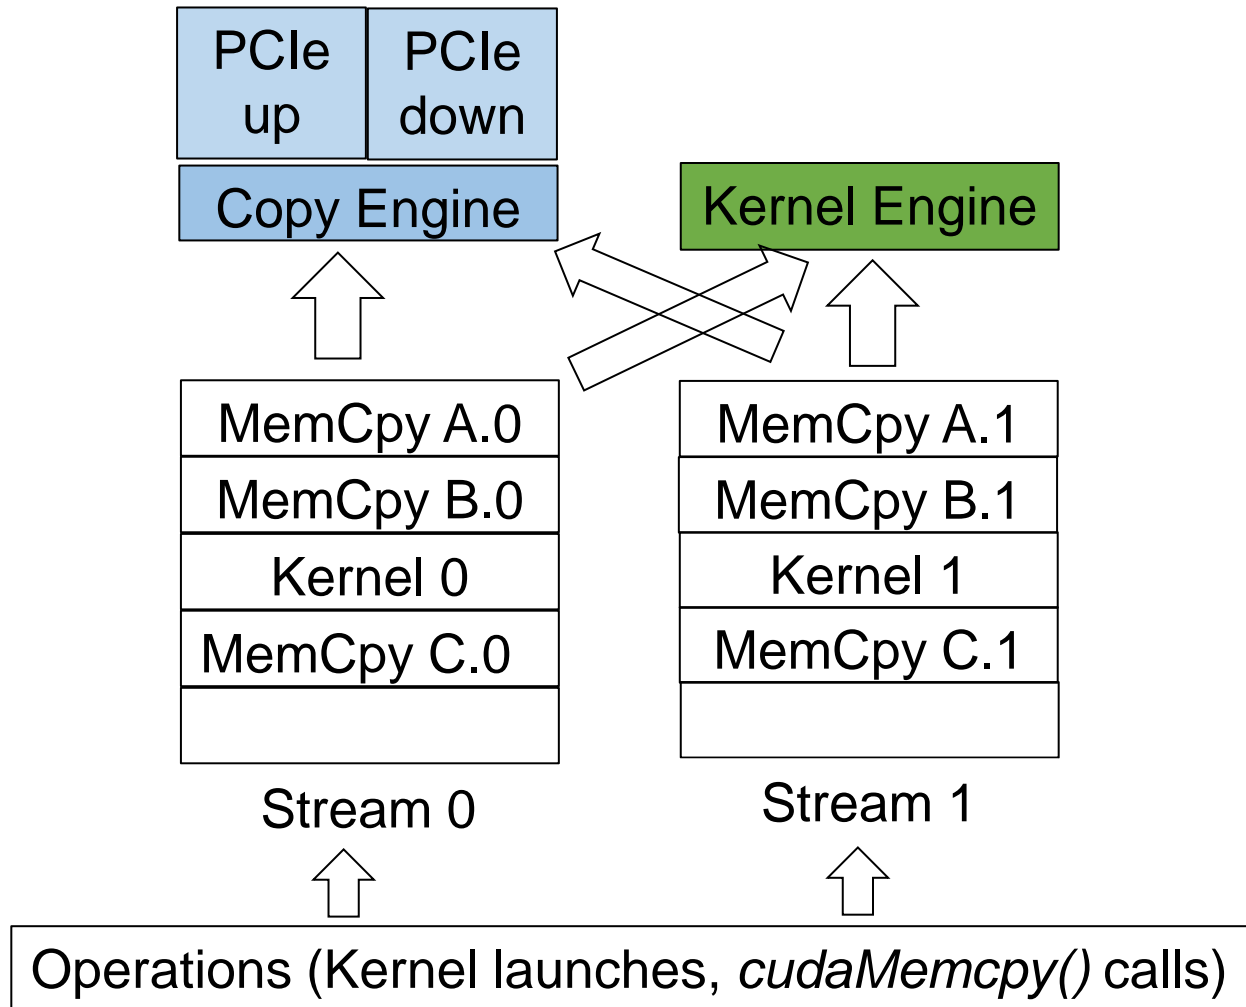 PCIe
up
PCIe
down
Copy Engine
Kernel Engine
MemCpy A.0
MemCpy B.0
Kernel 0
MemCpy C.0
Stream 0
MemCpy A.1
MemCpy B.1
Kernel 1
MemCpy C.1
Stream 1
Operations (Kernel launches, cudaMemcpy() calls)